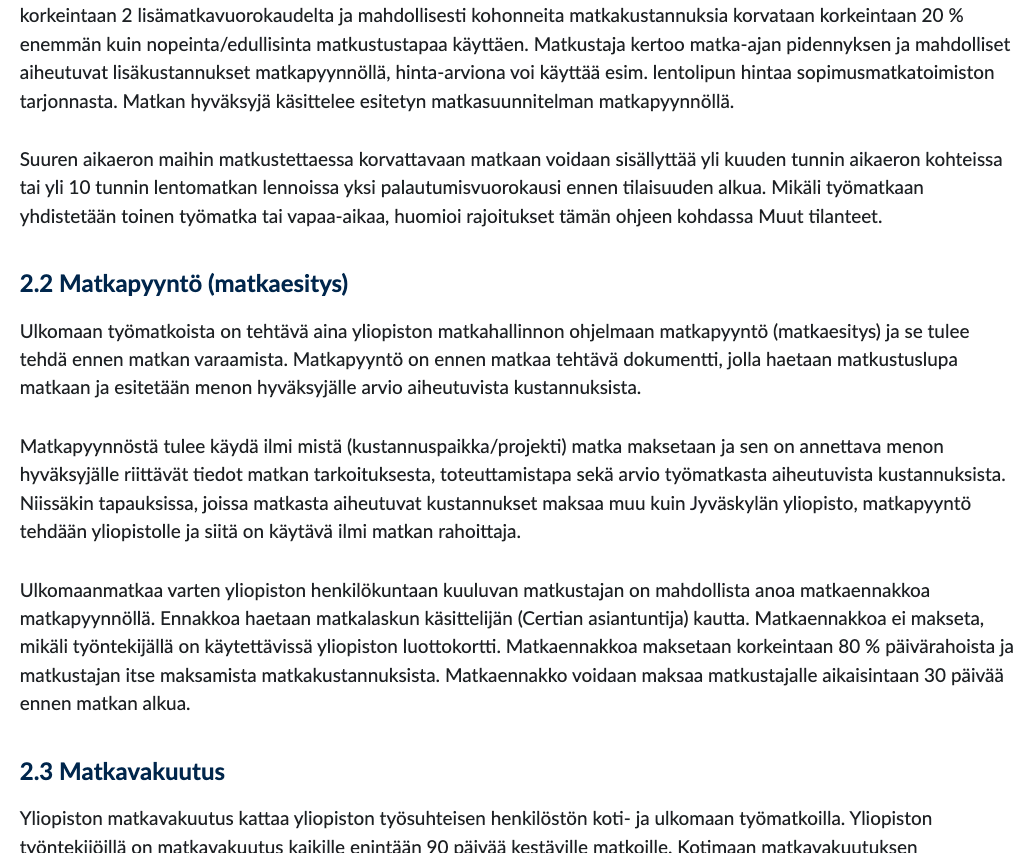 korkeintaan 2 lisämatkavuorokaudelta ja mahdollisesti kohonneita matkakustannuksia korvataan korkeintaan 20 %
enemmän kuin nopeinta/edullisinta matkustustapaa käyttäen. Matkustaja kertoo matka-ajan pidennyksen ja mahdolliset
aiheutuvat lisäkustannukset matkapyynnöllä, hinta-arviona voi käyttää esim. lentolipun hintaa sopimusmatkatoimiston
tarjonnasta. Matkan hyväksyjä käsittelee esitetyn matkasuunnitelman matkapyynnöllä.
Suuren aikaeron maihin matkustettaessa korvattavaan matkaan voidaan sisällyttää yli kuuden tunnin aikaeron kohteissa
tai yli 10 tunnin lentomatkan lennoissa yksi palautumisvuorokausi ennen tilaisuuden alkua. Mikäli työmatkaan
yhdistetään toinen työmatka tai vapaa-aikaa, huomioi rajoitukset tämän ohjeen kohdassa Muut tilanteet.
2.2 Matkapyyntö (matkaesitys)
Ulkomaan työmatkoista on tehtävä aina yliopiston matkahallinnon ohjelmaan matkapyyntö (matkaesitys) ja se tulee
tehdä ennen matkan varaamista. Matkapyyntö on ennen matkaa tehtävä dokumentti, jolla haetaan matkustuslupa
matkaan ja esitetään menon hyväksyjälle arvio aiheutuvista kustannuksista.
Matkapyynnöstä tulee käydä ilmi mistä (kustannuspaikka/projekti) matka maksetaan ja sen on annettava menon
hyväksyjälle riittävät tiedot matkan tarkoituksesta, toteuttamistapa sekä arvio työmatkasta aiheutuvista kustannuksista.
Niissäkin tapauksissa, joissa matkasta aiheutuvat kustannukset maksaa muu kuin Jyväskylän yliopisto, matkapyyntö
tehdään yliopistolle ja siitä on käytävä ilmi matkan rahoittaja.
Ulkomaanmatkaa varten yliopiston henkilökuntaan kuuluvan matkustajan on mahdollista anoa matkaennakkoa
matkapyynnöllä. Ennakkoa haetaan matkalaskun käsittelijän (Certian asiantuntija) kautta. Matkaennakkoa ei makseta,
mikäli työntekijällä on käytettävissä yliopiston luottokortti. Matkaennakkoa maksetaan korkeintaan 80 % päivärahoista ja
matkustajan itse maksamista matkakustannuksista. Matkaennakko voidaan maksaa matkustajalle aikaisintaan 30 päivää
ennen matkan alkua.
2.3 Matkavakuutus
Yliopiston matkavakuutus kattaa yliopiston työsuhteisen henkilöstön koti- ja ulkomaan työmatkoilla. Yliopiston
työntekijöillä on matkavakuutus kaikille enintään 90 päivää kestäville matkoille. Kotimaan matkavakuutuksen